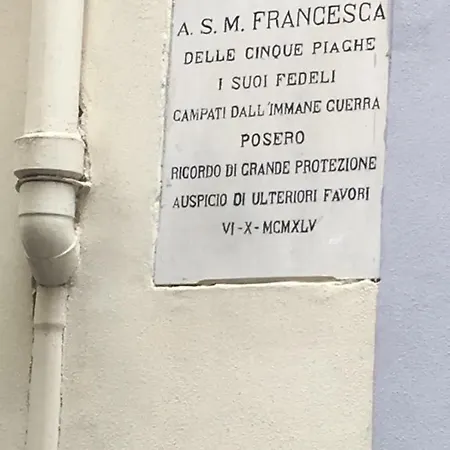 A. S. M. FRANCESCA
DELLE CINQUE PIAGHE
I SUOI FEDELI
CAMPATI DALL'IMMANE GUERRA
POSERO
RICORDO DI GRANDE PROTEZIONE
AUSPICIO DI ULTERIORI FAVORI
VI-X-MCMXLV